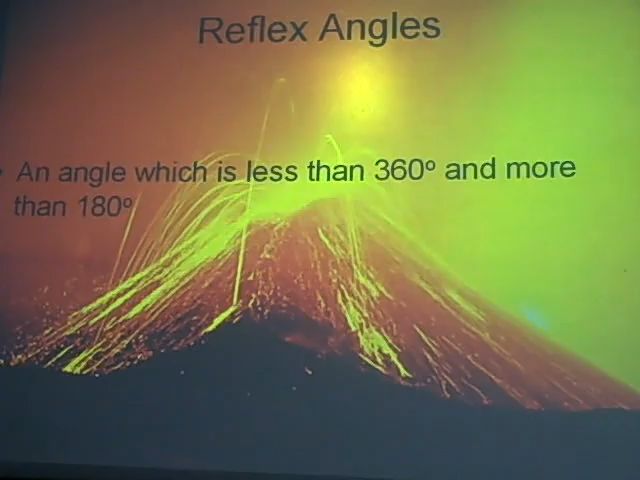 Reflex Angles
• An angle which is less than 360º and more
than 180º